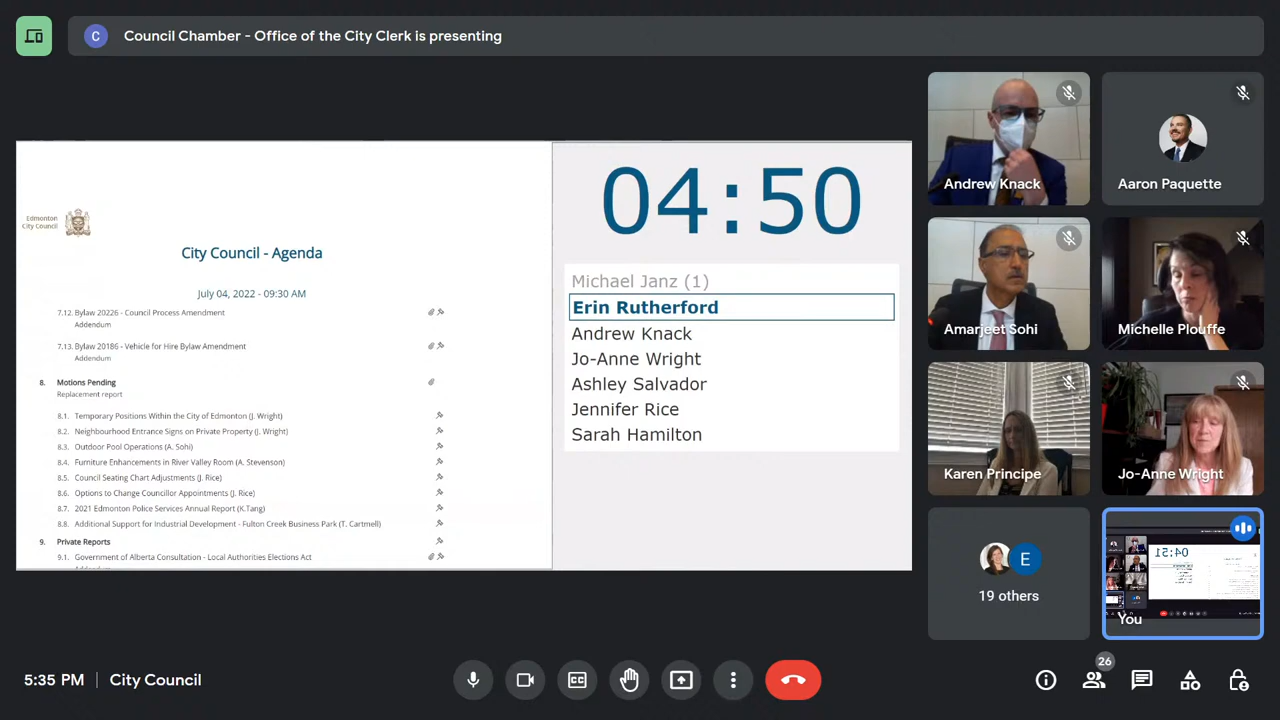 Council Chamber - Office of the City Clerk is presenting
C
Edmonton
City Council
City Council - Agenda
July 04, 2022 - 09:30 AM
7.12. Bylaw 20226 - Council Process Amendment
Addendum
7.13. Bylaw 20186 - Vehicle for Hire Bylaw Amendment
Addendum
8. Motions Pending
Replacement report
8.1. Temporary Positions Within the City of Edmonton (J. Wright)
8.2. Neighbourhood Entrance Signs on Private Property (J. Wright)
8.3. Outdoor Pool Operations (A. Sohi)
8.4. Furniture Enhancements in River Valley Room (A. Stevenson)
8.5. Council Seating Chart Adjustments (J. Rice)
8.6. Options to Change Councillor Appointments (J. Rice)
8.7. 2021 Edmonton Police Services Annual Report (K.Tang)
8.8. Additional Support for Industrial Development - Fulton Creek Business Park (T. Cartmell)
9. Private Reports
9.1. Government of Alberta Consultation - Local Authorities Elections Act
04:50
Michael Janz (1)
Erin Rutherford
Andrew Knack
Jo-Anne Wright
Ashley Salvador
Jennifer Rice
Sarah Hamilton
Andrew Knack
Aaron Paquette
Amarjeet Sohi
Michelle Plouffe
Karen Principe
Jo-Anne Wright
E
19 others
04:51
You
5:35 PM
City Council
CC
26